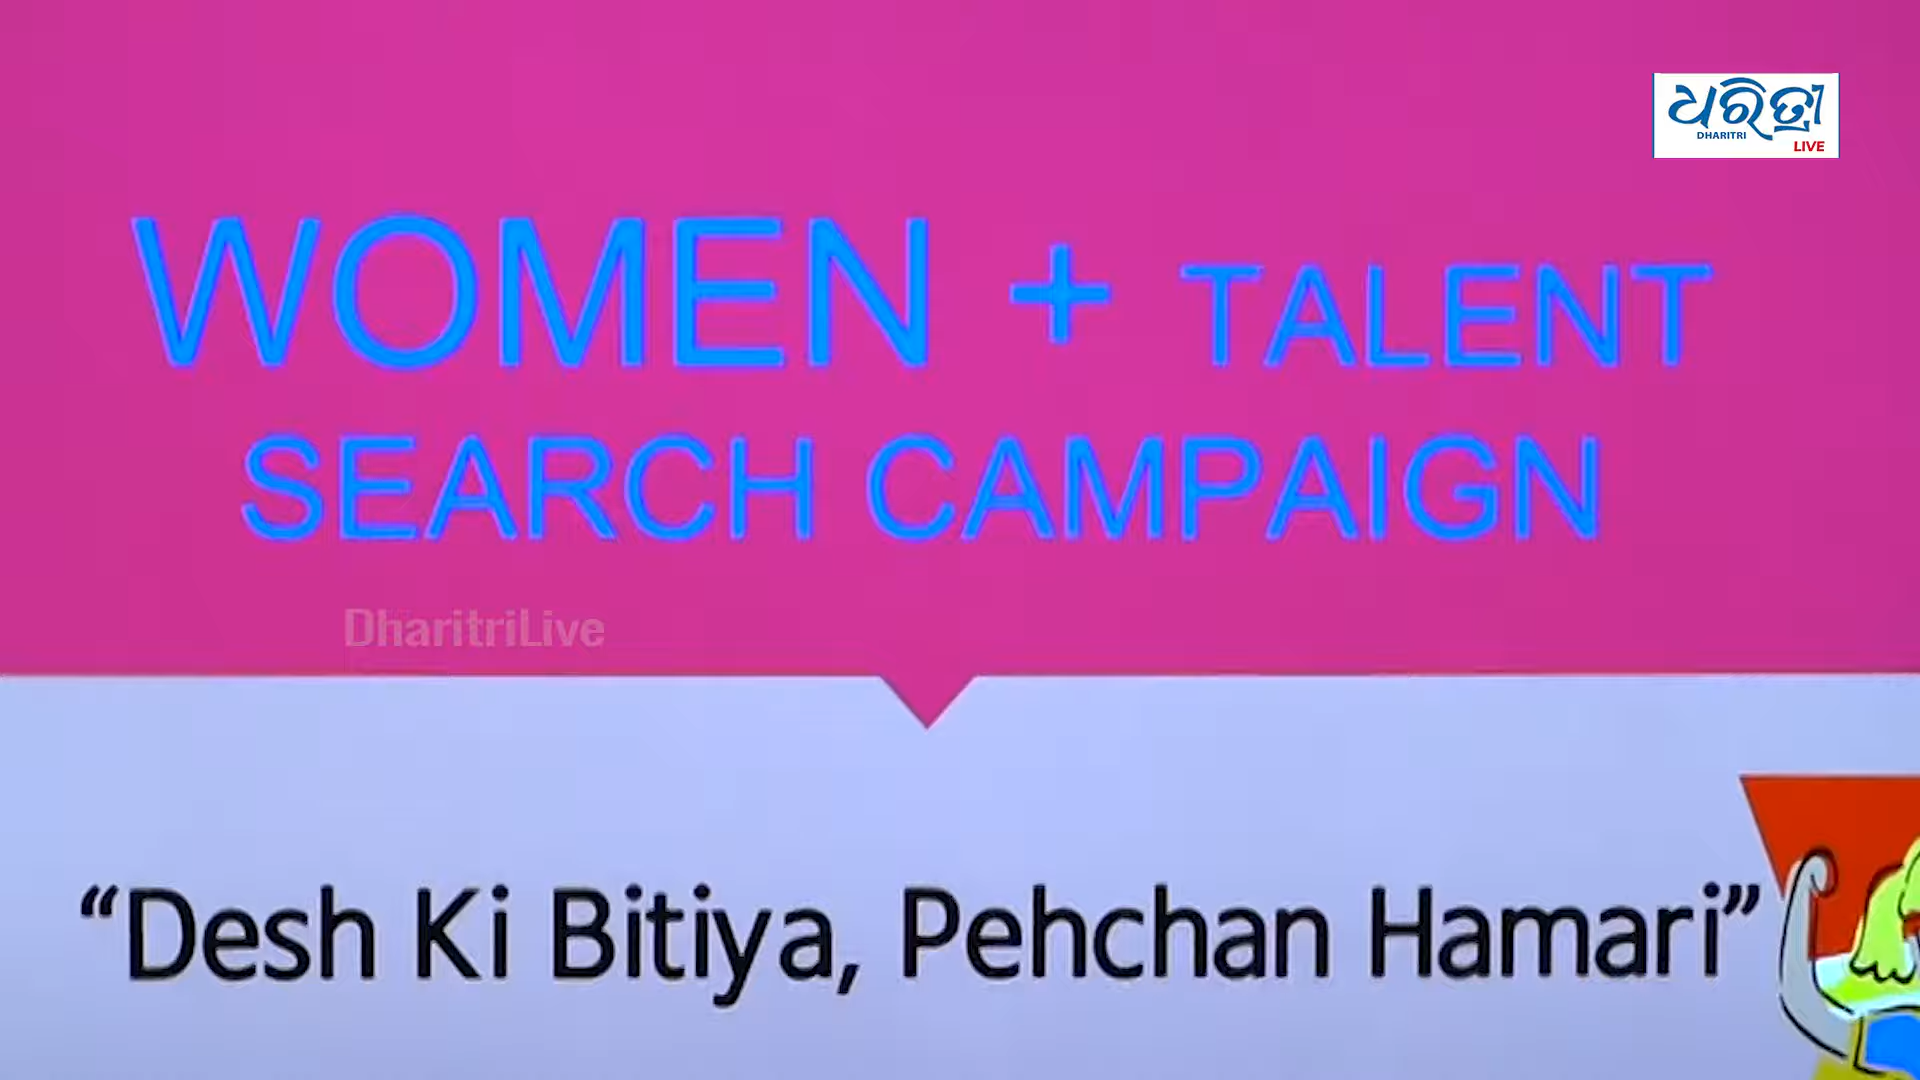 ଧରିତ୍ରୀ
DHARITRI
LIVE
WOMEN + TALENT
SEARCH CAMPAIGN
DharitriLive
“Desh Ki Bitiya, Pehchan Hamari”